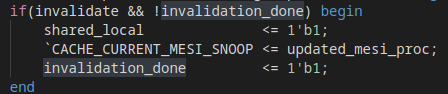 if(invalidate && !invalidation_done) begin
    shared_local             <= 1'b1;
    `CACHE_CURRENT_MESI_SNOOP <= updated_mesi_proc;
    invalidation_done        <= 1'b1;
end